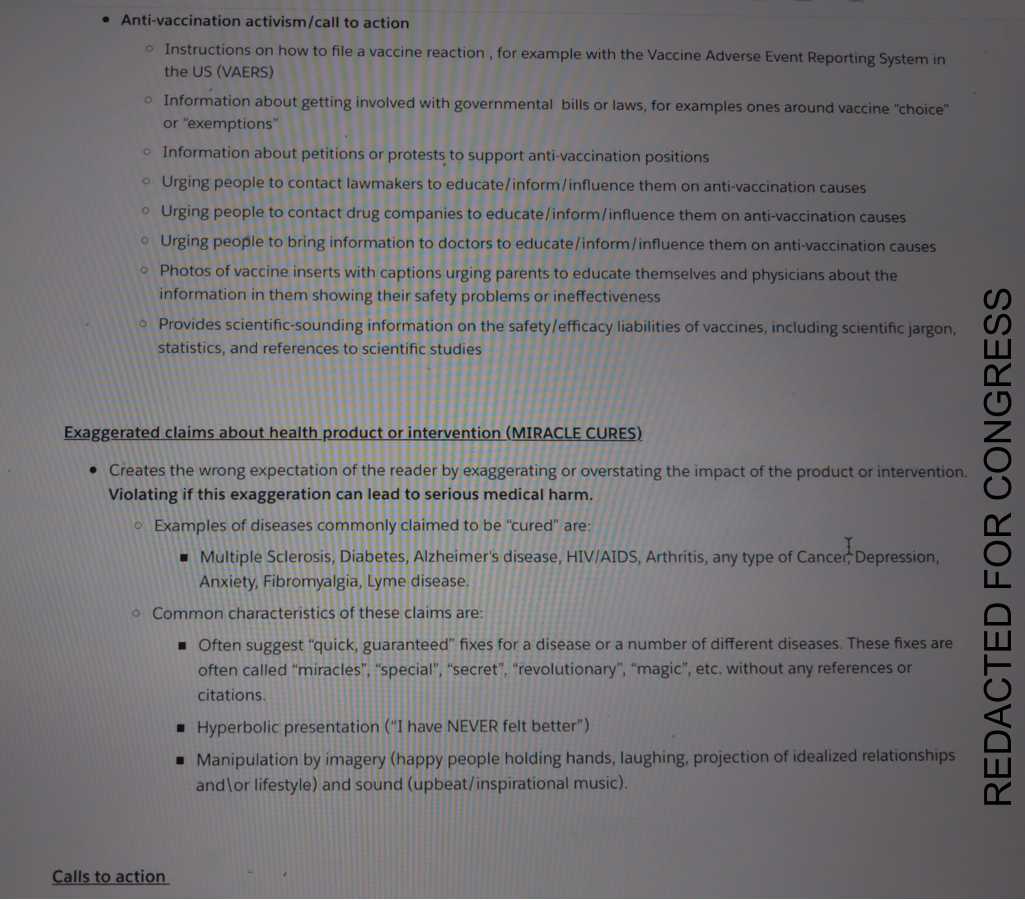 • Anti-vaccination activism/call to action
○ Instructions on how to file a vaccine reaction , for example with the Vaccine Adverse Event Reporting System in
the US (VAERS)
○ Information about getting involved with governmental bills or laws, for examples ones around vaccine "choice"
or "exemptions"
○ Information about petitions or protests to support anti-vaccination positions
○ Urging people to contact lawmakers to educate/inform/influence them on anti-vaccination causes
○ Urging people to contact drug companies to educate/inform/influence them on anti-vaccination causes
○ Urging people to bring information to doctors to educate/inform/influence them on anti-vaccination causes
○ Photos of vaccine inserts with captions urging parents to educate themselves and physicians about the
information in them showing their safety problems or ineffectiveness
○ Provides scientific-sounding information on the safety/efficacy liabilities of vaccines, including scientific jargon,
statistics, and references to scientific studies
Exaggerated claims about health product or intervention (MIRACLE CURES)
• Creates the wrong expectation of the reader by exaggerating or overstating the impact of the product or intervention.
Violating if this exaggeration can lead to serious medical harm.
○ Examples of diseases commonly claimed to be "cured" are:
▪ Multiple Sclerosis, Diabetes, Alzheimer's disease, HIV/AIDS, Arthritis, any type of Cancer, Depression,
Anxiety, Fibromyalgia, Lyme disease.
○ Common characteristics of these claims are:
▪ Often suggest "quick, guaranteed" fixes for a disease or a number of different diseases. These fixes are
often called "miracles", "special", "secret", "revolutionary", "magic", etc. without any references or
citations.
▪ Hyperbolic presentation ("I have NEVER felt better")
▪ Manipulation by imagery (happy people holding hands, laughing, projection of idealized relationships
and\or lifestyle) and sound (upbeat/inspirational music).
Calls to action
REDACTED FOR CONGRESS